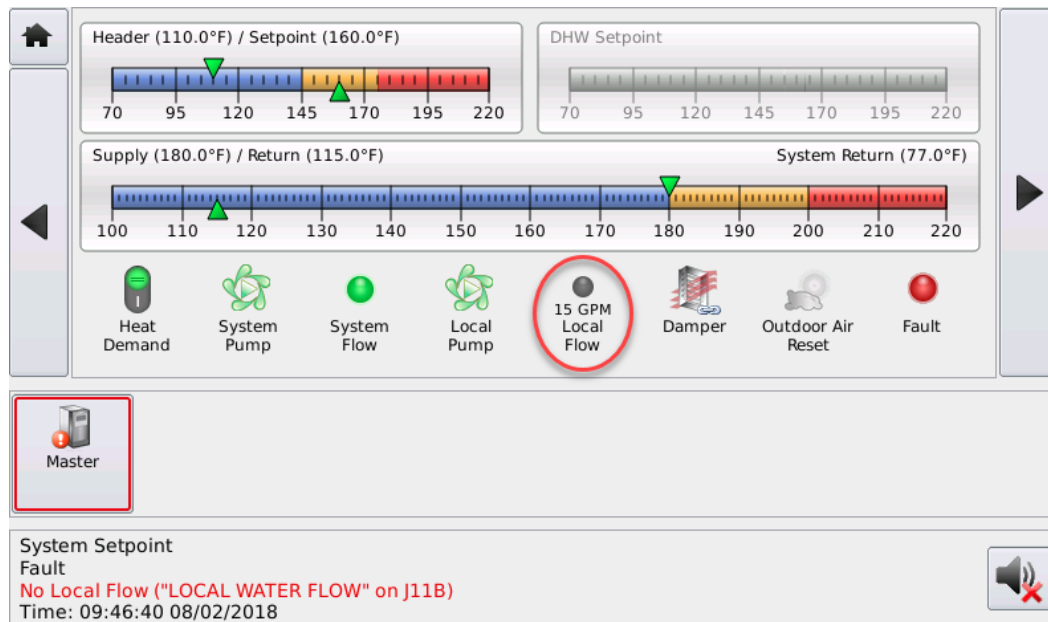 Header (110.0°F) / Setpoint (160.0°F)
70 95 120 145 170 195 220
DHW Setpoint
70 95 120 145 170 195 220
Supply (180.0°F) / Return (115.0°F) System Return (77.0°F)
100 110 120 130 140 150 160 170 180 190 200 210 220
Heat
Demand
System
Pump
System
Flow
Local
Pump
15 GPM
Local
Flow
Damper
Outdoor Air
Reset
Fault
Master
System Setpoint
Fault
No Local Flow ("LOCAL WATER FLOW" on J11B)
Time: 09:46:40 08/02/2018